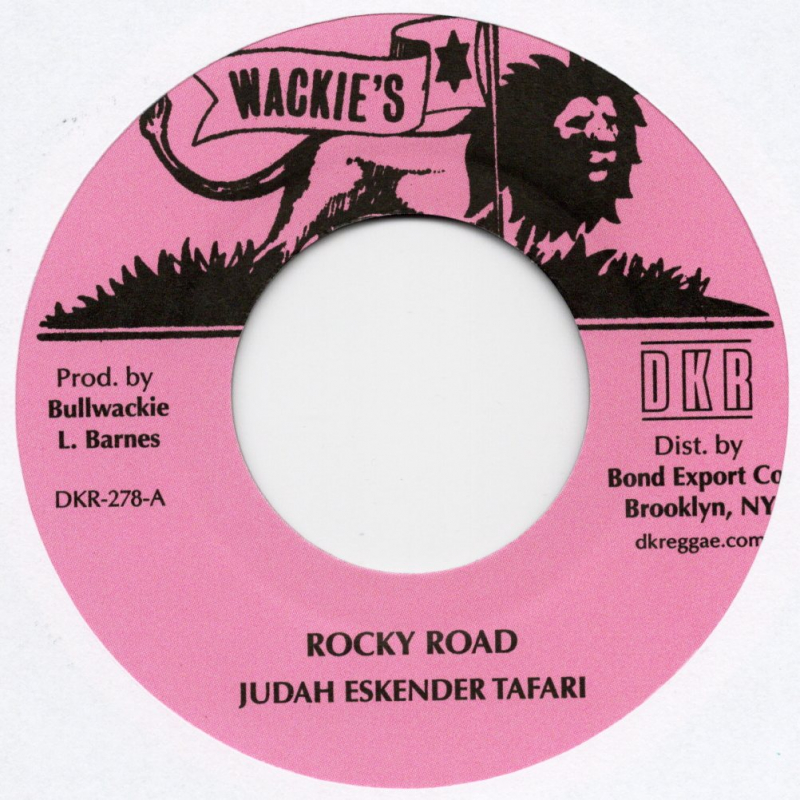 WACKIE'S
Prod. by
Bullwackie
L. Barnes
DKR-278-A
DKR
Dist. by
Bond Export Co
Brooklyn, NY
dkreggae.com
ROCKY ROAD
JUDAH ESKENDER TAFARI